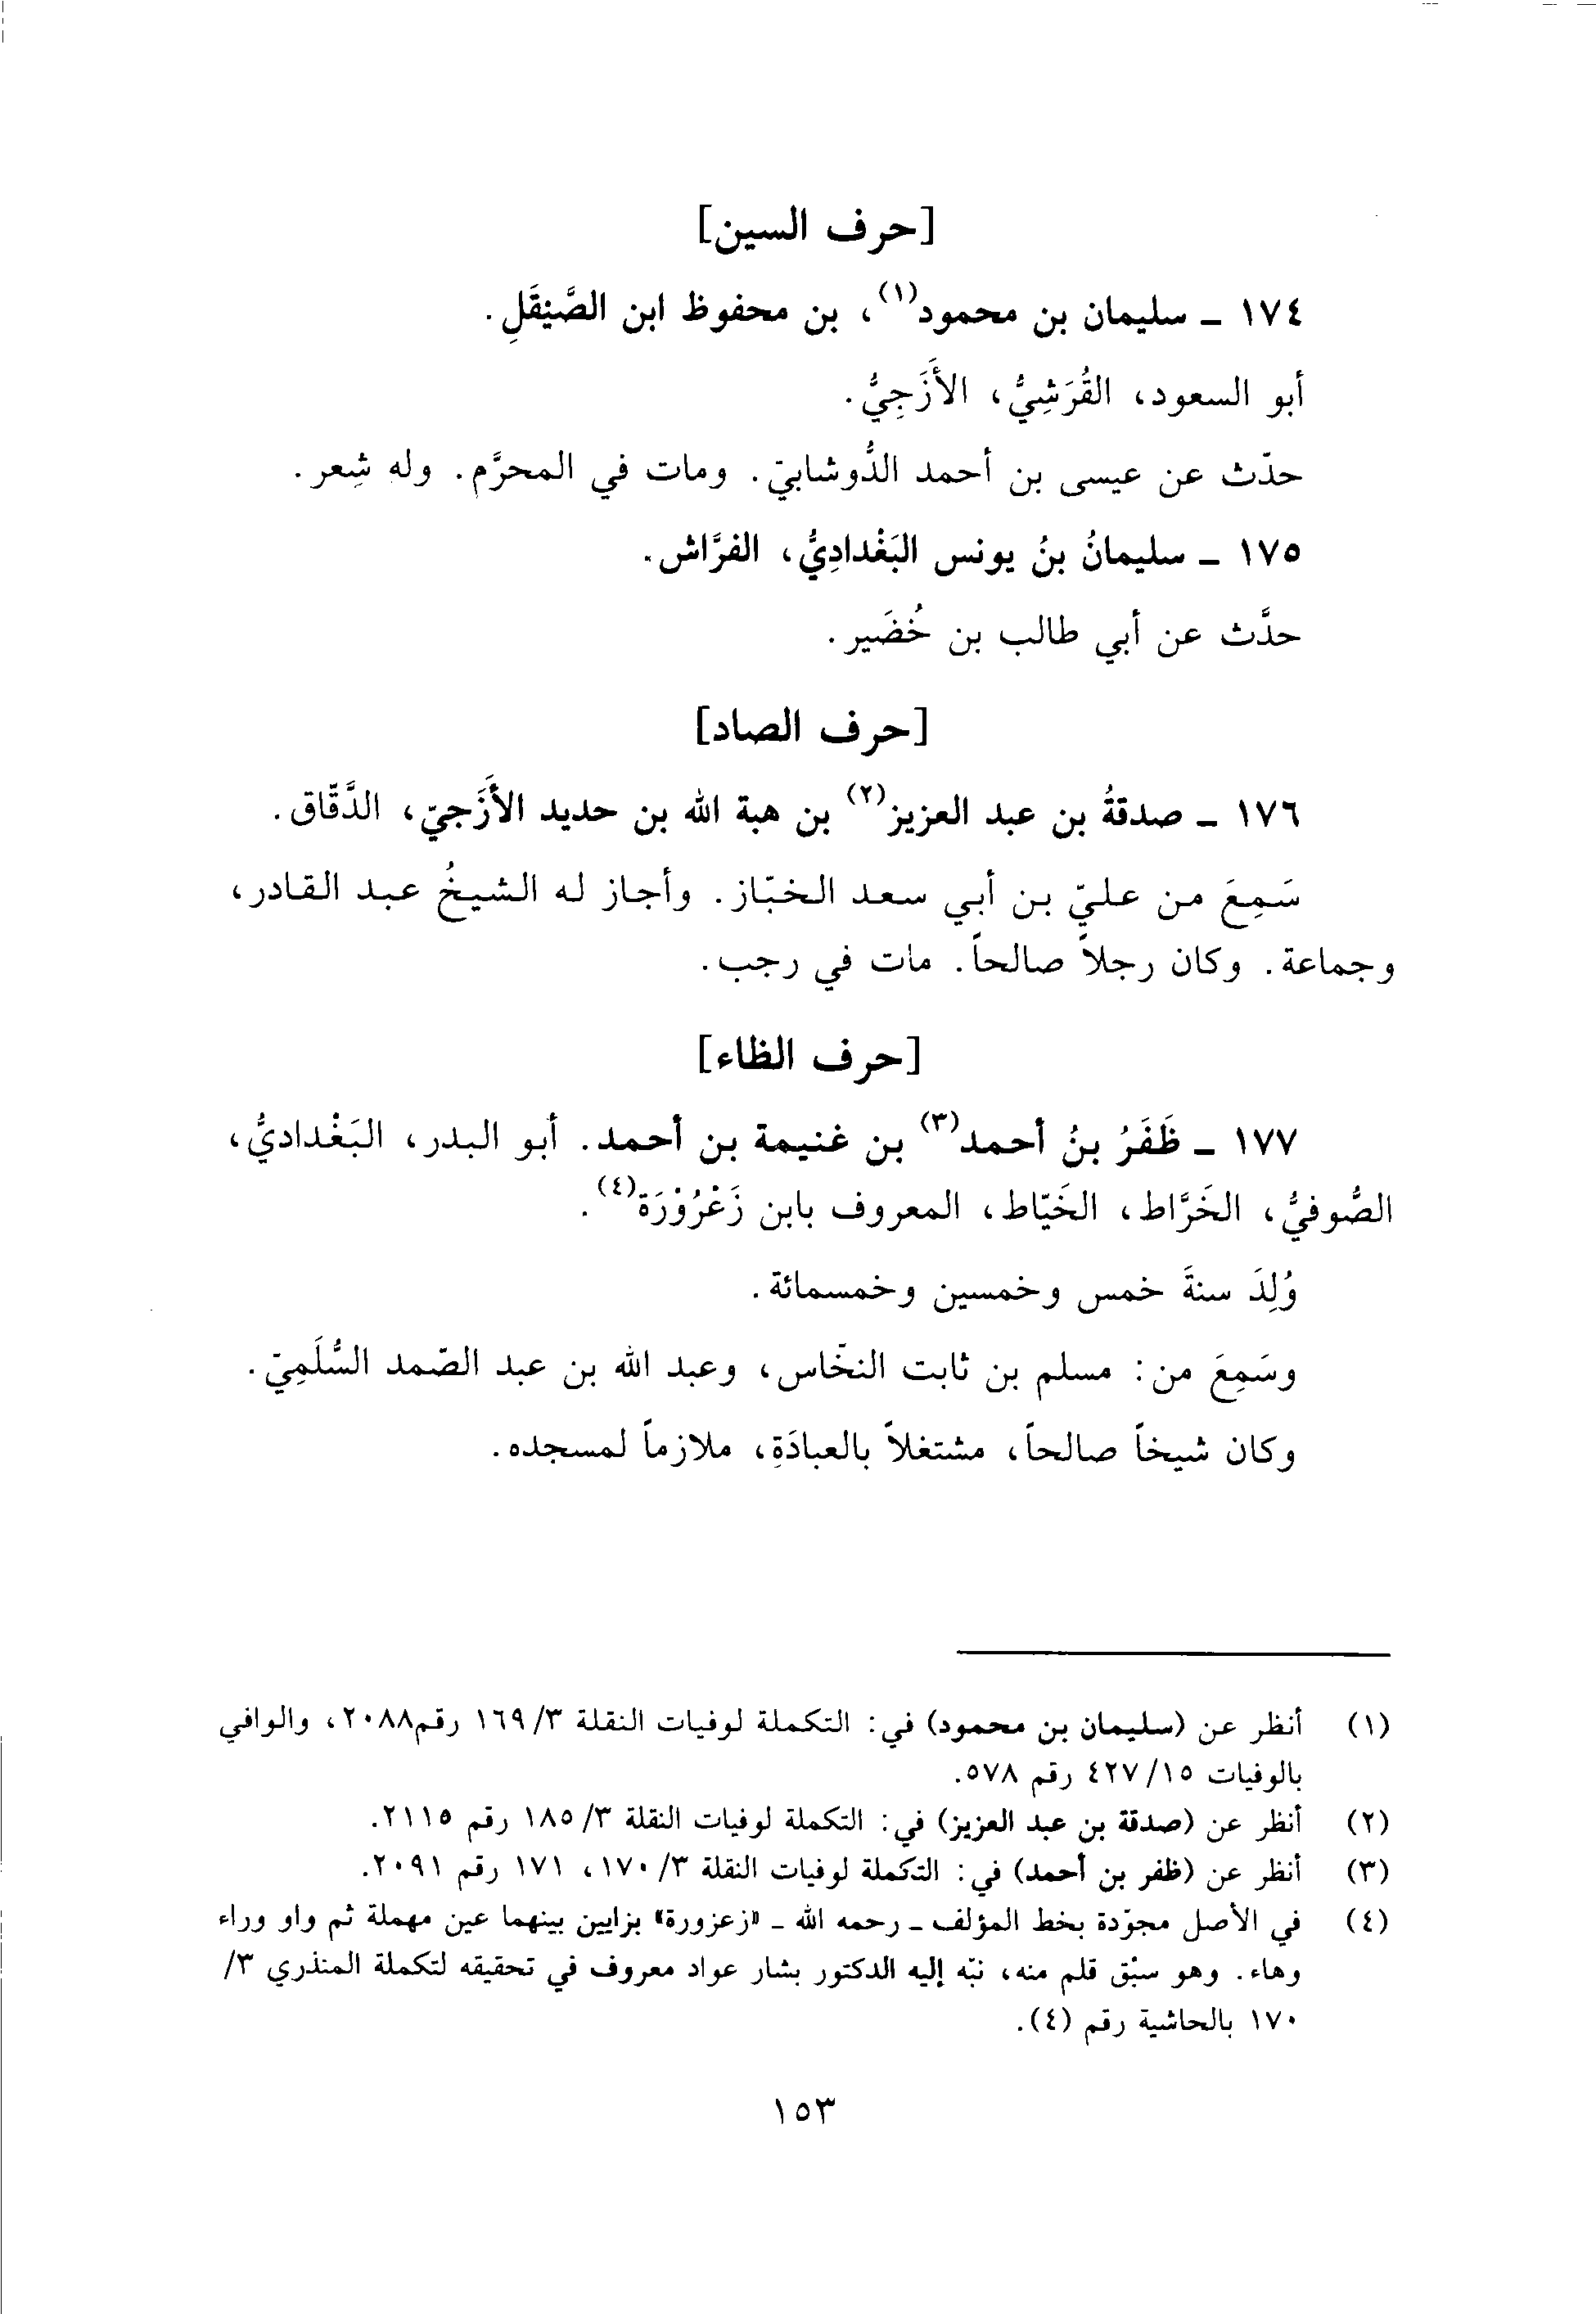 [حرف السين]
١٧٤ ـ سليمان بن محمود(١)، بن محفوظ ابن الصَّيْقَلِ.
أبو السعود، القُرَشِيُّ، الأَزَجِيُّ.
حدّث عن عيسى بن أحمد الدُّوشابيّ. ومات في المحرَّم. وله شِعر.
١٧٥ ـ سليمانُ بنُ يونس البَغْدادِيُّ، الفرَّاش.
حدَّث عن أبي طالب بن خُضَير.
[حرف الصاد]
١٧٦ ـ صدقةُ بن عبد العزيز(٢) بن هبة الله بن حديد الأَزَجيّ، الدَّقّاق.
سَمِعَ من عليّ بن أبي سعد الخبّاز. وأجاز له الشيخُ عبد القادر،
وجماعة. وكان رجلاً صالحاً. مات في رجب.
[حرف الظاء]
١٧٧ ـ ظَفَرُ بنُ أحمد(٣) بن غنيمة بن أحمد. أبو البدر، البَغْداديُّ،
الصُّوفيُّ، الخَرَّاط، الخَيّاط، المعروف بابن زَعْرُوْرَة(٤).
وُلِدَ سنةَ خمس وخمسين وخمسمائة.
وسَمِعَ من: مسلم بن ثابت النخّاس، وعبد الله بن عبد الصّمد السُّلَمِيّ.
وكان شيخاً صالحاً، مشتغلاً بالعبادَةِ، ملازماً لمسجده.
(١) أنظر عن (سليمان بن محمود) في: التكملة لوفيات النقلة ٣/ ١٦٩ رقم٢٠٨٨، والوافي
بالوفيات ١٥/ ٤٢٧ رقم ٥٧٨.
(٢) أنظر عن (صدقة بن عبد العزيز) في: التكملة لوفيات النقلة ٣/ ١٨٥ رقم ٢١١٥.
(٣) أنظر عن (ظفر بن أحمد) في: التكملة لوفيات النقلة ٣/ ١٧٠، ١٧١ رقم ٢٠٩١.
(٤) في الأصل مجوّدة بخط المؤلف ـ رحمه الله ـ «زعزورة» بزايين بينهما عين مهملة ثم واو وراء
وهاء. وهو سبْق قلم منه، نبّه إليه الدكتور بشار عواد معروف في تحقيقه لتكملة المنذري ٣/
١٧٠ بالحاشية رقم (٤).
١٥٣